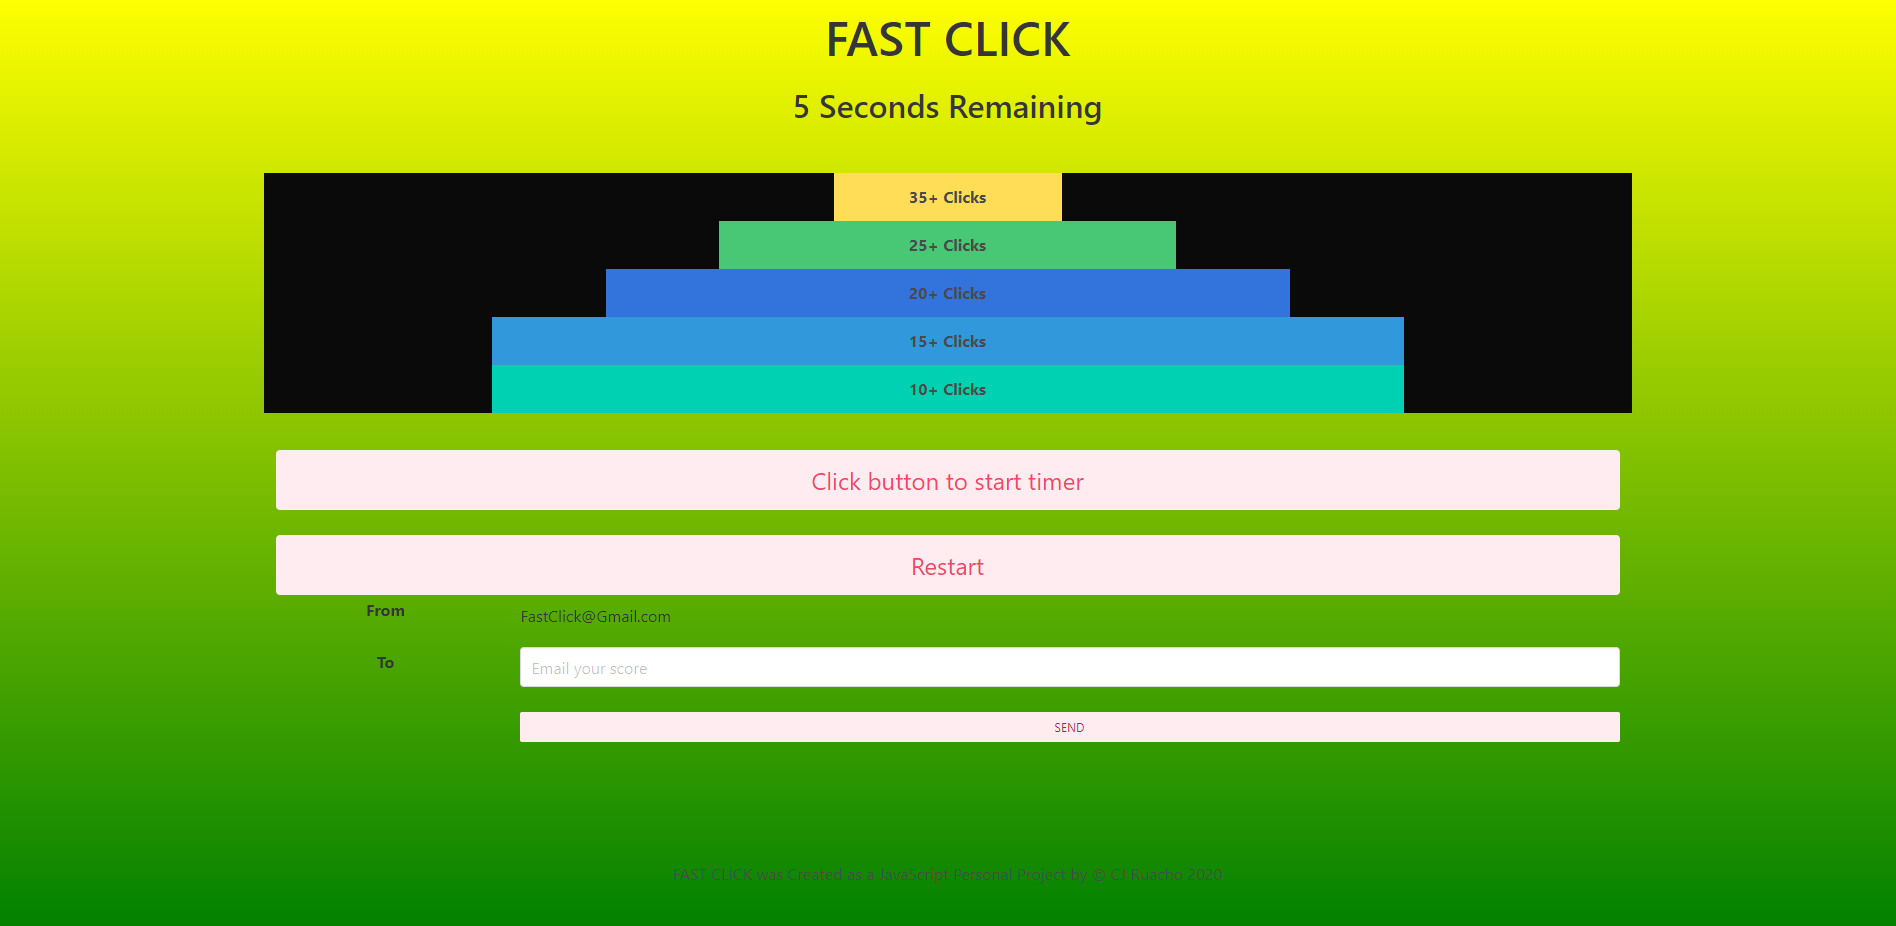 FAST CLICK
5 Seconds Remaining
35+ Clicks
25+ Clicks
20+ Clicks
15+ Clicks
10+ Clicks
Click button to start timer
Restart
From
FastClick@Gmail.com
To
Email your score
SEND
FAST CLICK was Created as a JavaScript Personal Project by © CJ Ruacho 2020